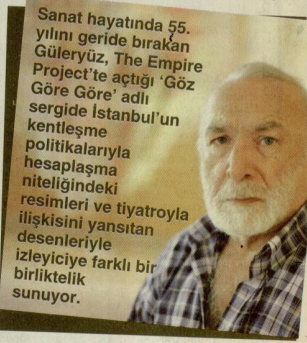 Sanat hayatında 55.
yılını geride bırakan
Güleryüz, The Empire
Project'te açtığı 'Göz
Göre Göre' adlı
sergide İstanbul'un
kentleşme
politikalarıyla
hesaplaşma
niteliğindeki
resimleri ve tiyatroyla
ilişkisini yansıtan
desenleriyle
izleyiciye farklı bir
birliktelik
sunuyor.